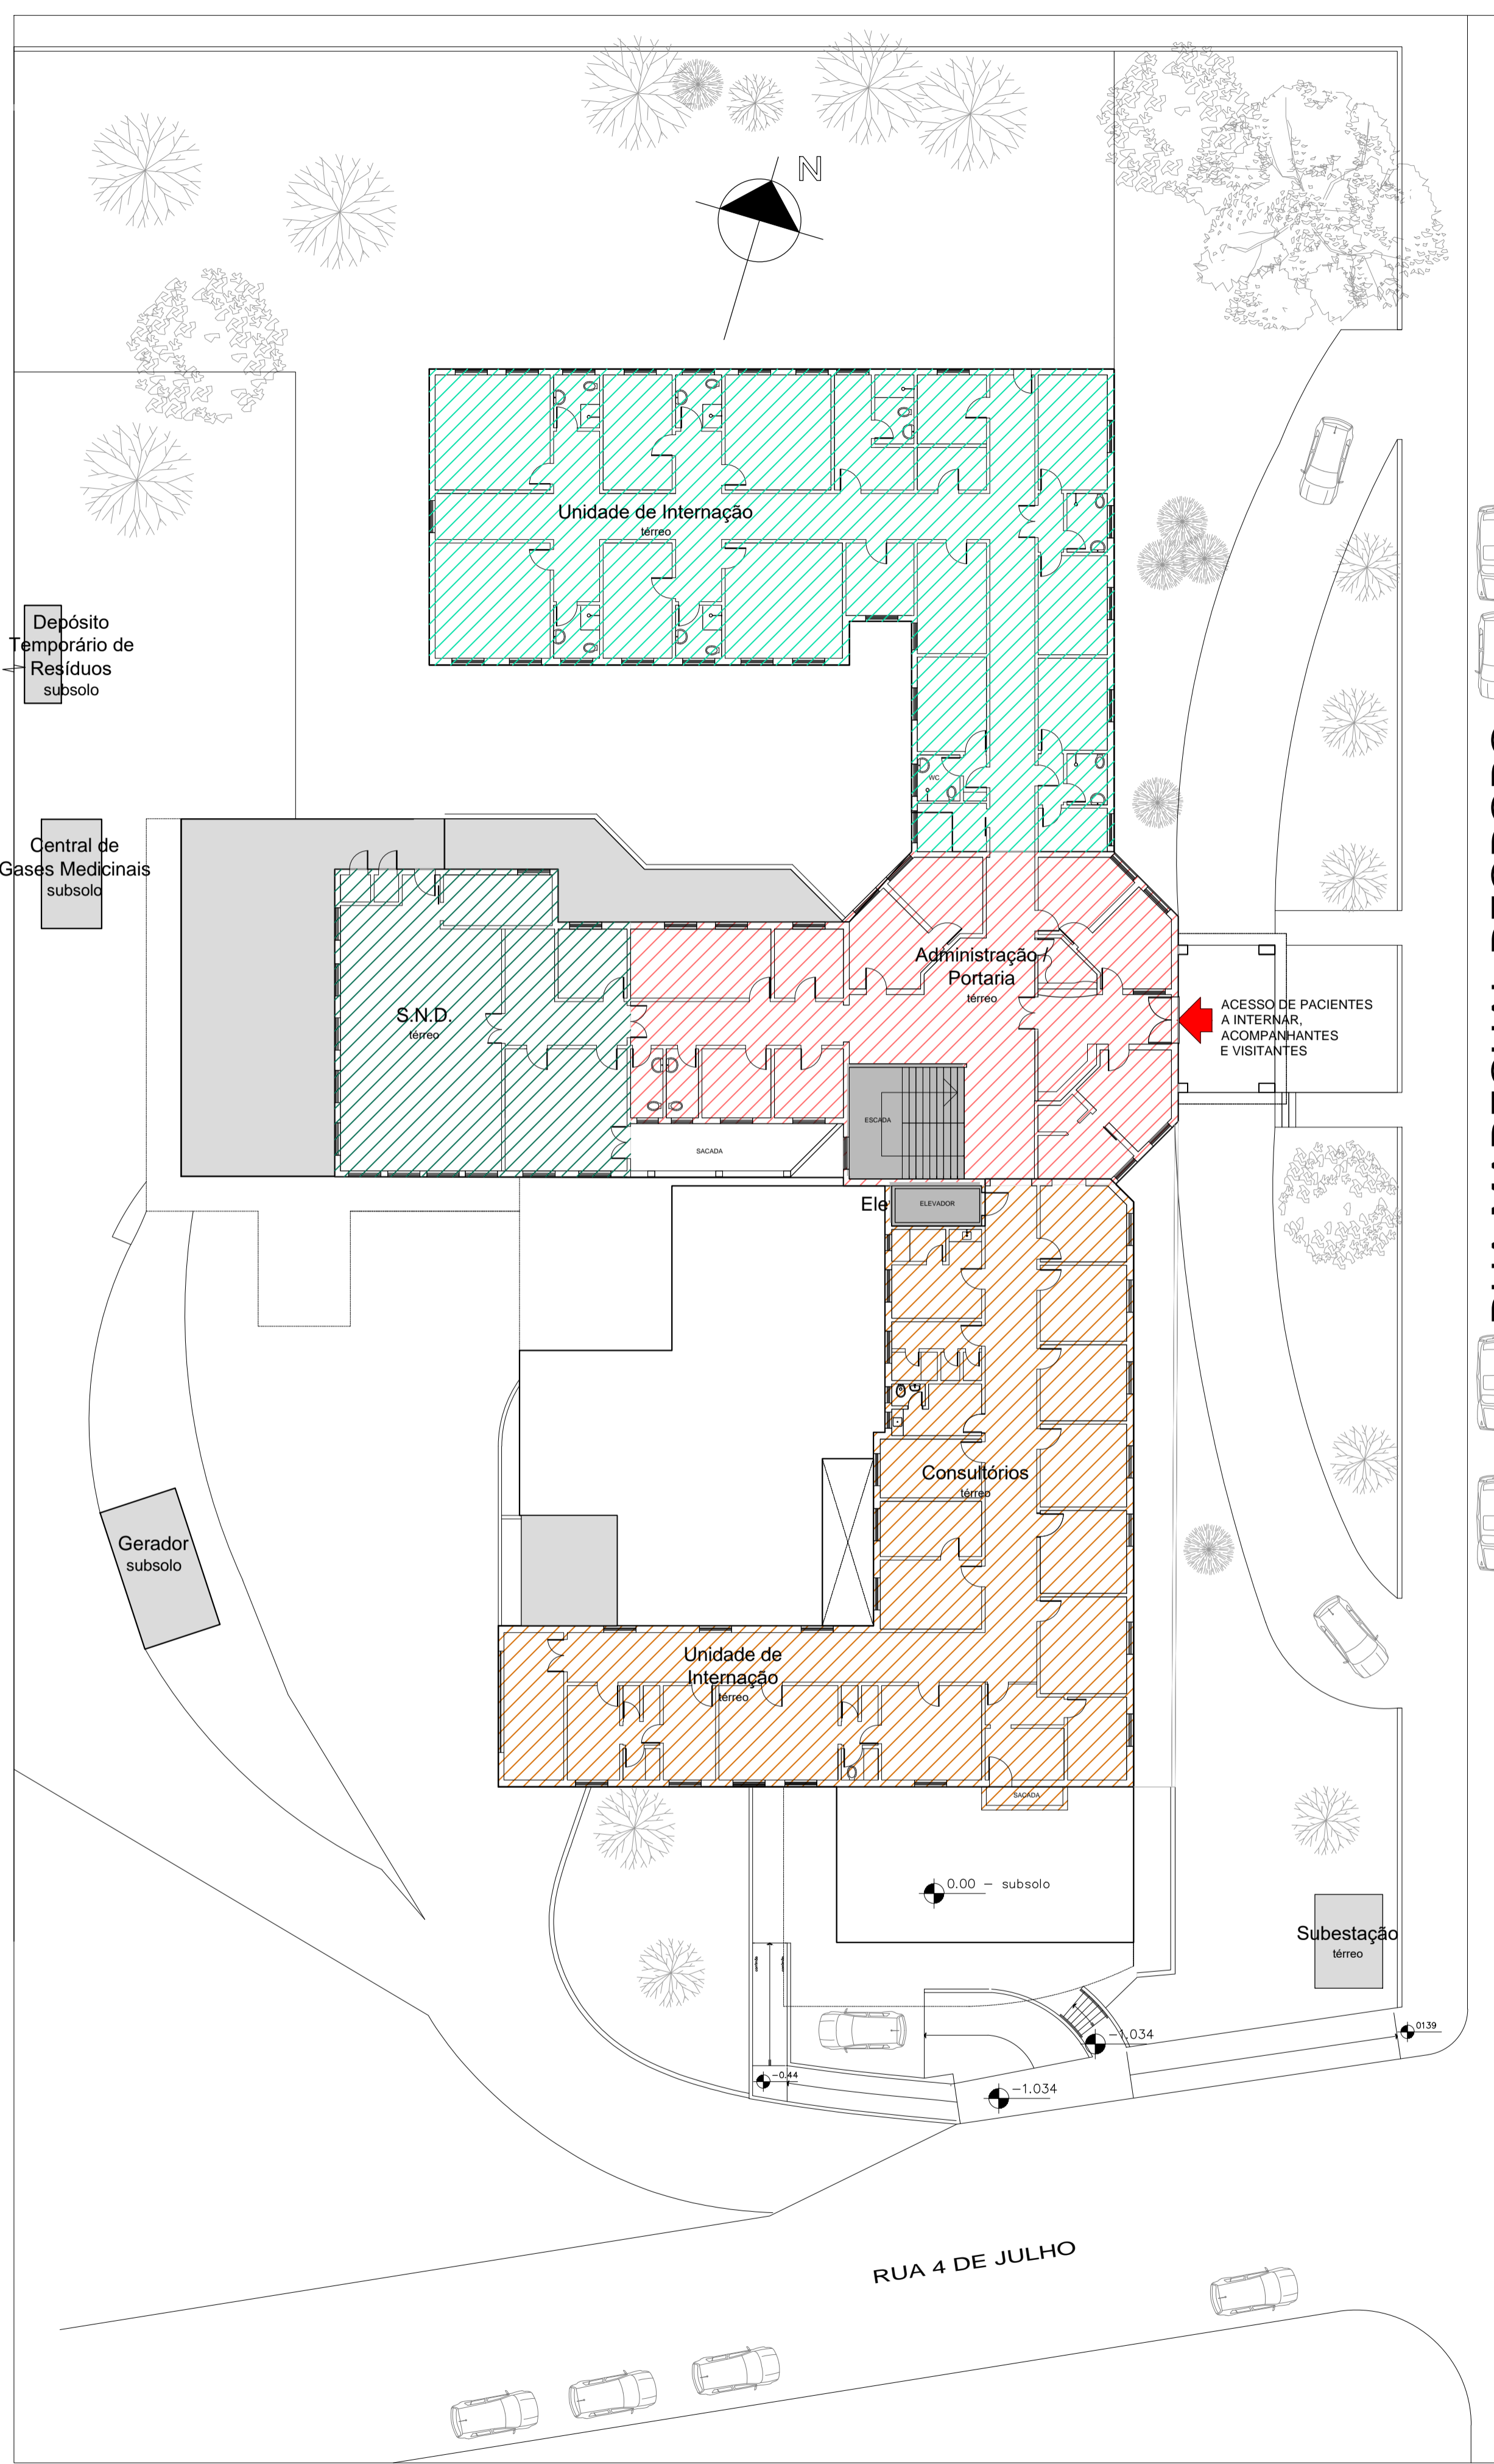 N
Unidade de Internação
térreo
Depósito
Temporário de
Resíduos
subsolo
WC
Central de
Gases Medicinais
subsolo
Administração /
Portaria
térreo
S.N.D.
térreo
ACESSO DE PACIENTES
A INTERNAR,
ACOMPANHANTES
E VISITANTES
ESCADA
SACADA
Ele
ELEVADOR
Consultórios
térreo
Gerador
subsolo
Unidade de
Internação
térreo
SACADA
0.00 - subsolo
Subestação
térreo
-1.034
0139
-0.44
-1.034
RUA 4 DE JULHO